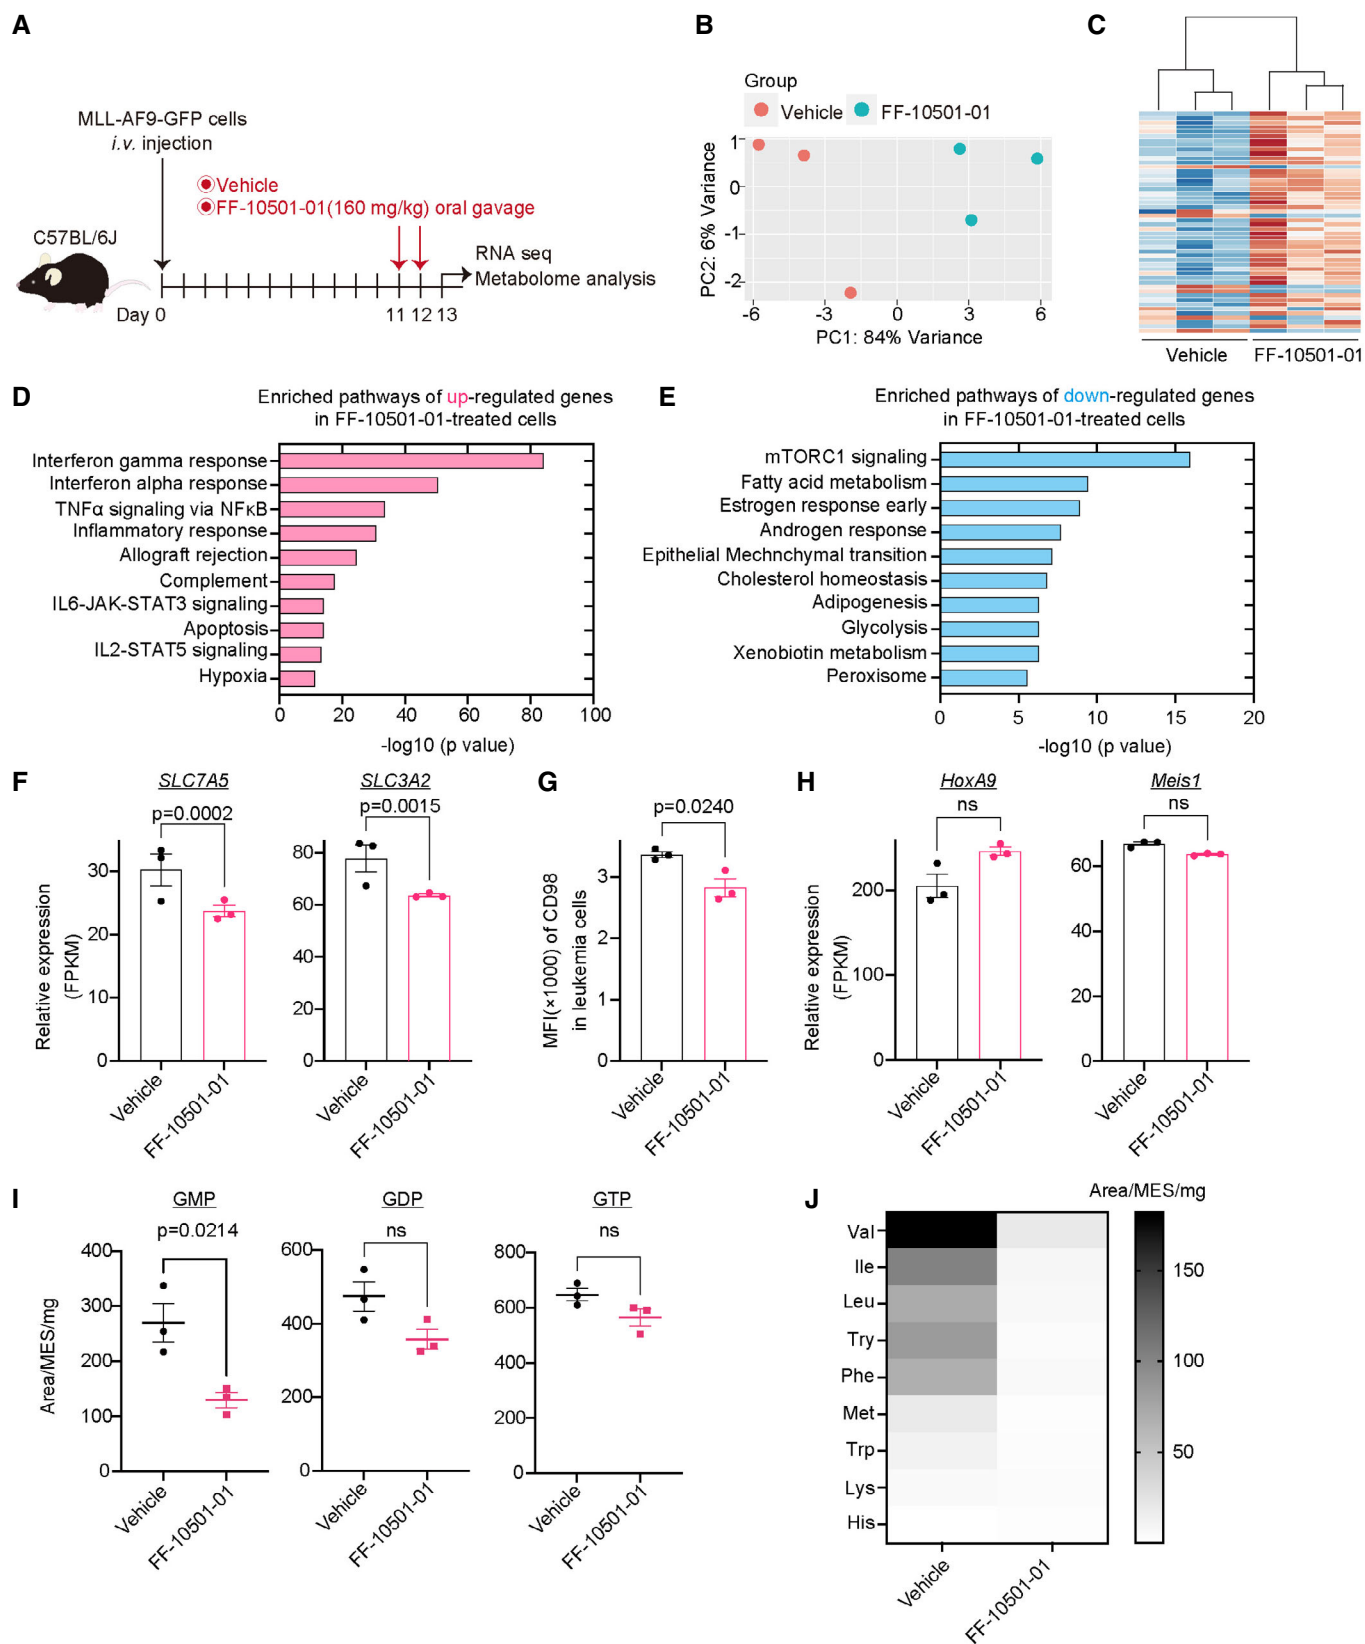 A
MLL-AF9-GFP cells
i.v. injection
Vehicle
FF-10501-01(160 mg/kg) oral gavage
C57BL/6J
RNA seq
Metabolome analysis
Day 0
11 12 13
B
Group
Vehicle
FF-10501-01
PC2: 6% Variance
1
0
-1
-2
-6
-3
0
3
6
PC1: 84% Variance
C
Vehicle
FF-10501-01
D
Enriched pathways of up-regulated genes
in FF-10501-01-treated cells
Interferon gamma response
Interferon alpha response
TNFα signaling via NFκB
Inflammatory response
Allograft rejection
Complement
IL6-JAK-STAT3 signaling
Apoptosis
IL2-STAT5 signaling
Hypoxia
0
20
40
60
80
100
-log10 (p value)
E
Enriched pathways of down-regulated genes
in FF-10501-01-treated cells
mTORC1 signaling
Fatty acid metabolism
Estrogen response early
Androgen response
Epithelial Mechnchymal transition
Cholesterol homeostasis
Adipogenesis
Glycolysis
Xenobiotin metabolism
Peroxisome
0
5
10
15
20
-log10 (p value)
F
SLC7A5
p=0.0002
Relative expression
(FPKM)
30
20
10
0
Vehicle
FF-10501-01
SLC3A2
p=0.0015
80
60
40
20
0
Vehicle
FF-10501-01
G
p=0.0240
MFI(×1000) of CD98
in leukemia cells
3
2
1
0
Vehicle
FF-10501-01
H
HoxA9
ns
Relative expression
(FPKM)
200
100
0
Vehicle
FF-10501-01
Meis1
ns
60
40
20
0
Vehicle
FF-10501-01
I
GMP
p=0.0214
Area/MES/mg
400
300
200
100
0
Vehicle
FF-10501-01
GDP
ns
600
400
200
0
Vehicle
FF-10501-01
GTP
ns
800
600
400
200
0
Vehicle
FF-10501-01
J
Area/MES/mg
Val
Ile
Leu
Try
Phe
Met
Trp
Lys
His
150
100
50
Vehicle
FF-10501-01